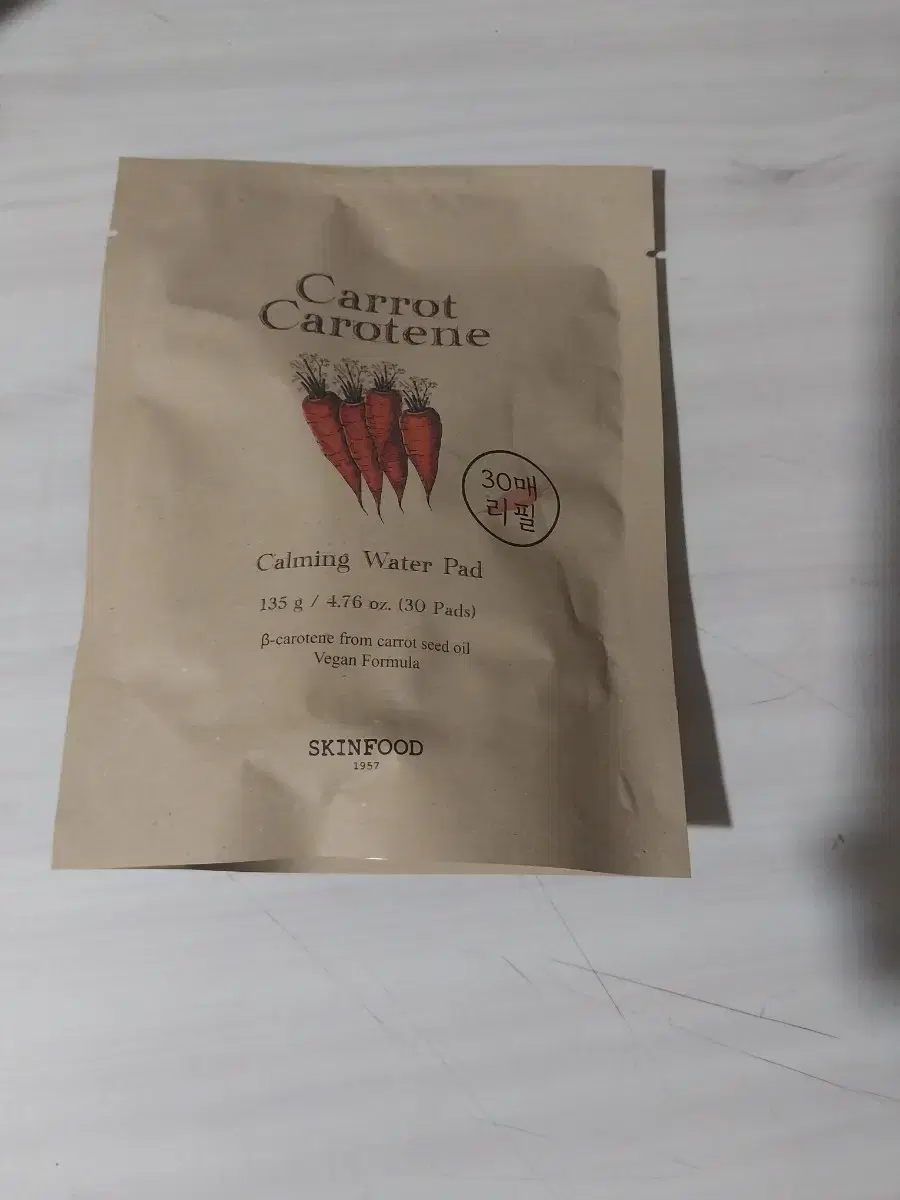 Carrot
Carotene
30매
리필
Calming Water Pad
135 g / 4.76 oz. (30 Pads)
β-carotene from carrot seed oil
Vegan Formula
SKINFOOD
1957